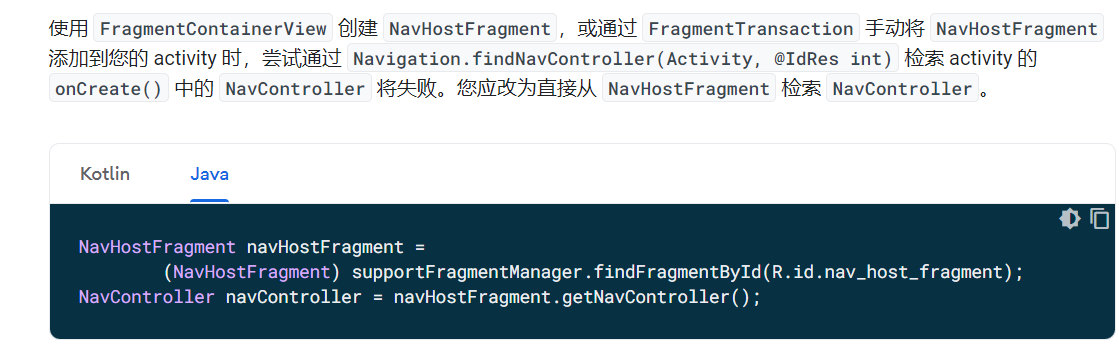 使用 FragmentContainerView 创建 NavHostFragment，或通过 FragmentTransaction 手动将 NavHostFragment
添加到您的 activity 时，尝试通过 Navigation.findNavController(Activity, @IdRes int) 检索 activity 的
onCreate() 中的 NavController 将失败。您应改为直接从 NavHostFragment 检索 NavController。
Kotlin Java
NavHostFragment navHostFragment =
(NavHostFragment) supportFragmentManager.findFragmentById(R.id.nav_host_fragment);
NavController navController = navHostFragment.getNavController();